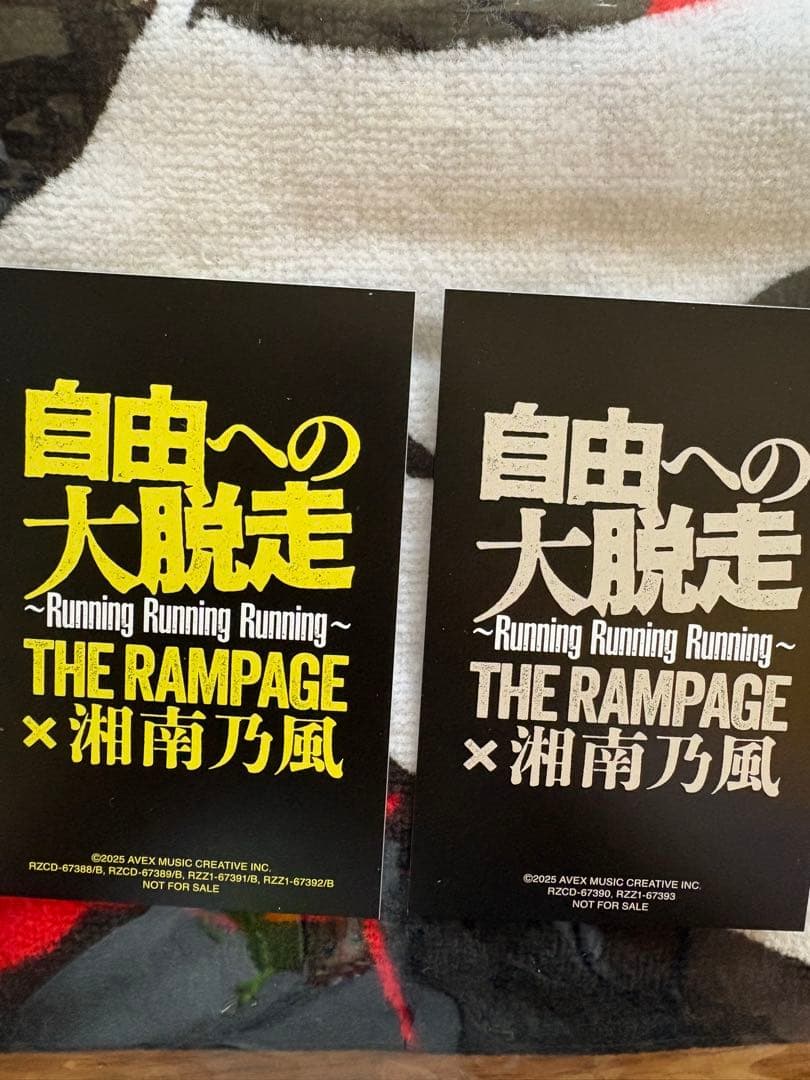 自由への
大脱走
~Running Running Running~
THE RAMPAGE
×湘南乃風
©2025 AVEX MUSIC CREATIVE INC.
RZCD-67388/B, RZCD-67389/B, RZZ1-67391/B, RZZ1-67392/B
NOT FOR SALE
自由への
大脱走
~Running Running Running~
THE RAMPAGE
×湘南乃風
©2025 AVEX MUSIC CREATIVE INC.
RZCD-67390, RZZ1-67393
NOT FOR SALE